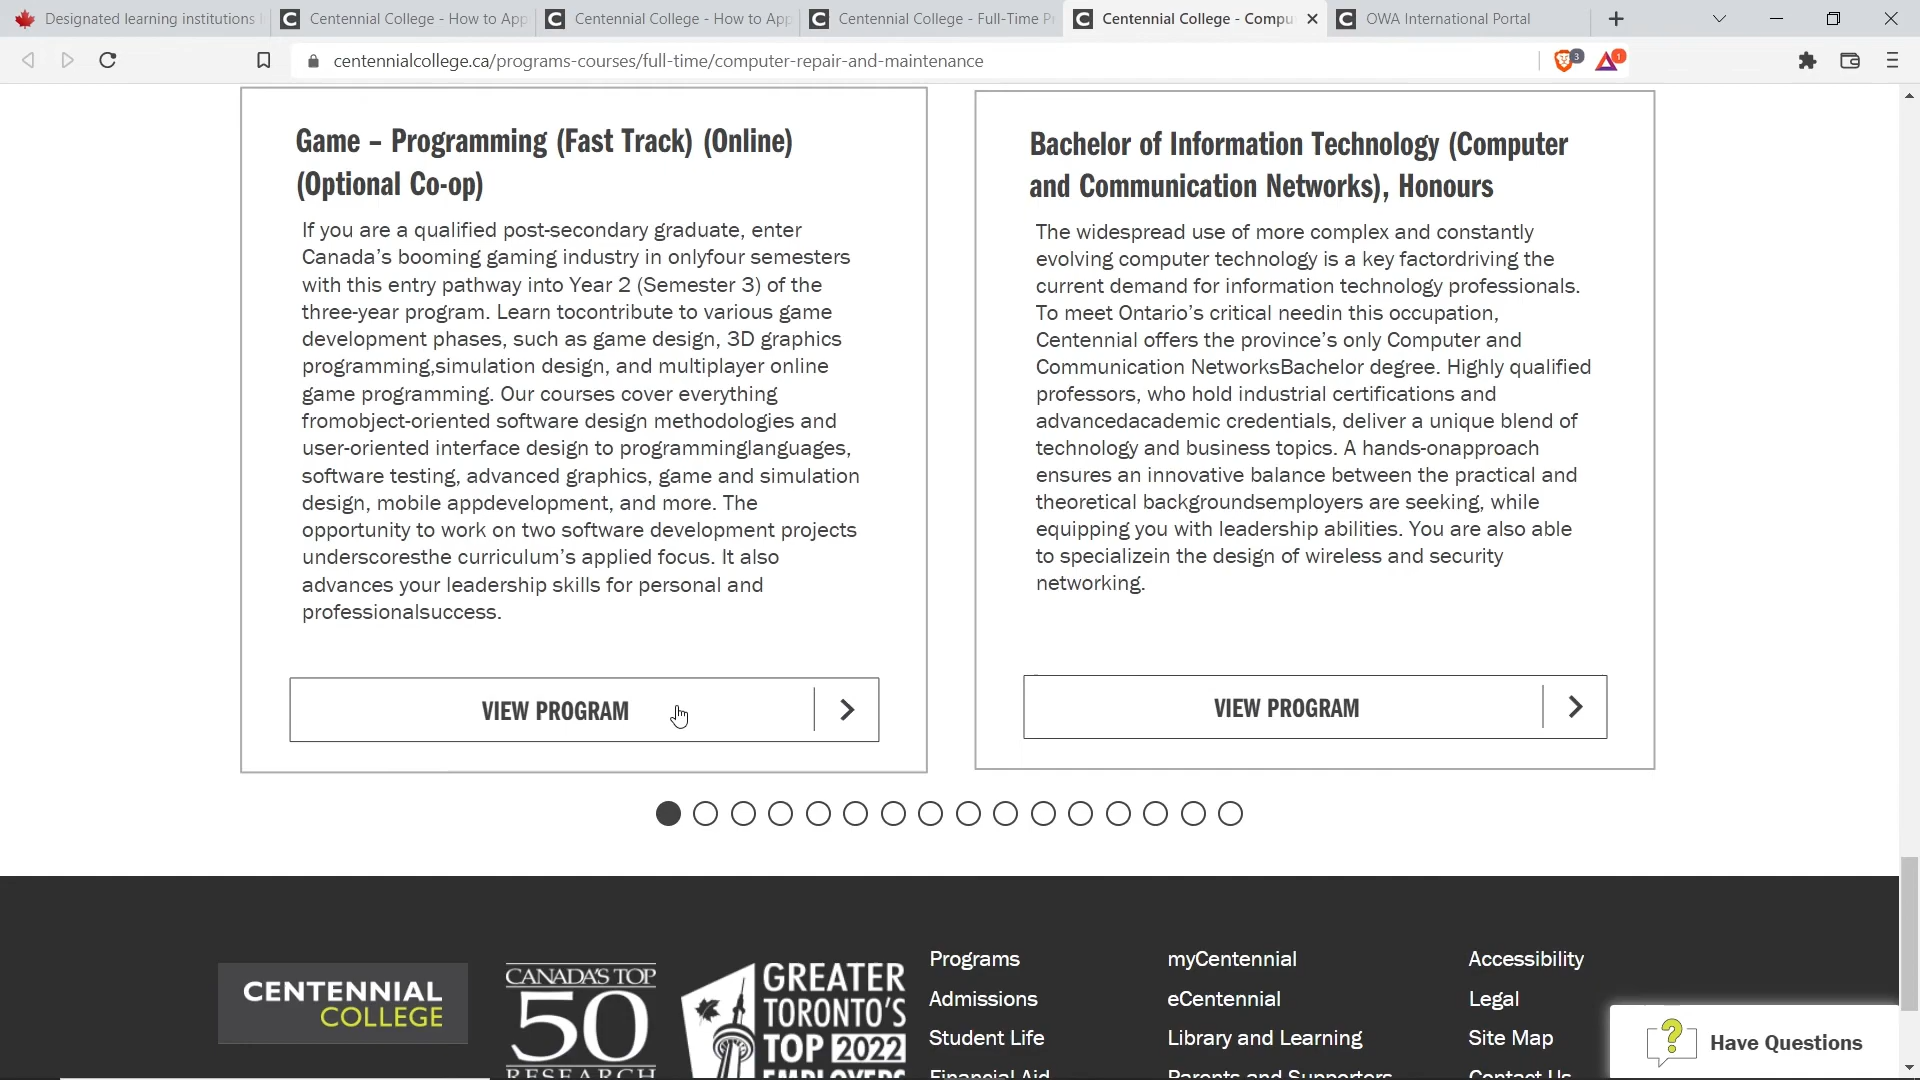 Designated learning institutions
Centennial College - How to App
Centennial College - How to App
Centennial College - Full-Time Pr
Centennial College - Compu
OWA International Portal
centennialcollege.ca/programs-courses/full-time/computer-repair-and-maintenance
3
1
Game – Programming (Fast Track) (Online)
(Optional Co-op)
If you are a qualified post-secondary graduate, enter
Canada's booming gaming industry in onlyfour semesters
with this entry pathway into Year 2 (Semester 3) of the
three-year program. Learn tocontribute to various game
development phases, such as game design, 3D graphics
programming,simulation design, and multiplayer online
game programming. Our courses cover everything
fromobject-oriented software design methodologies and
user-oriented interface design to programminglanguages,
software testing, advanced graphics, game and simulation
design, mobile appdevelopment, and more. The
opportunity to work on two software development projects
underscoresthe curriculum's applied focus. It also
advances your leadership skills for personal and
professionalsuccess.
VIEW PROGRAM
Bachelor of Information Technology (Computer
and Communication Networks), Honours
The widespread use of more complex and constantly
evolving computer technology is a key factordriving the
current demand for information technology professionals.
To meet Ontario's critical needin this occupation,
Centennial offers the province's only Computer and
Communication NetworksBachelor degree. Highly qualified
professors, who hold industrial certifications and
advancedacademic credentials, deliver a unique blend of
technology and business topics. A hands-onapproach
ensures an innovative balance between the practical and
theoretical backgroundsemployers are seeking, while
equipping you with leadership abilities. You are also able
to specializein the design of wireless and security
networking.
VIEW PROGRAM
CENTENNIAL
COLLEGE
CANADA'S TOP
50
RESEARCH
GREATER
TORONTO'S
TOP 2022
EMPLOYERS
Programs
Admissions
Student Life
Financial Aid
myCentennial
eCentennial
Library and Learning
Parents and Supporters
Accessibility
Legal
Site Map
Contact Us
? Have Questions